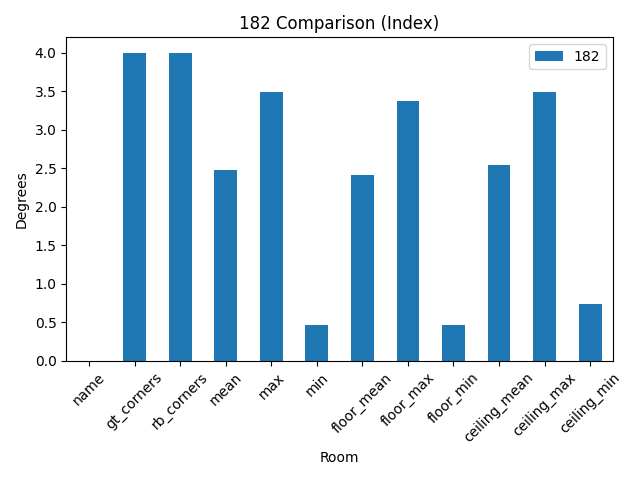 182 Comparison (Index)
182
Degrees
4.0
3.5
3.0
2.5
2.0
1.5
1.0
0.5
0.0
name
gt_corners
rb_corners
mean
max
min
floor_mean
floor_max
floor_min
ceiling_mean
ceiling_max
ceiling_min
Room